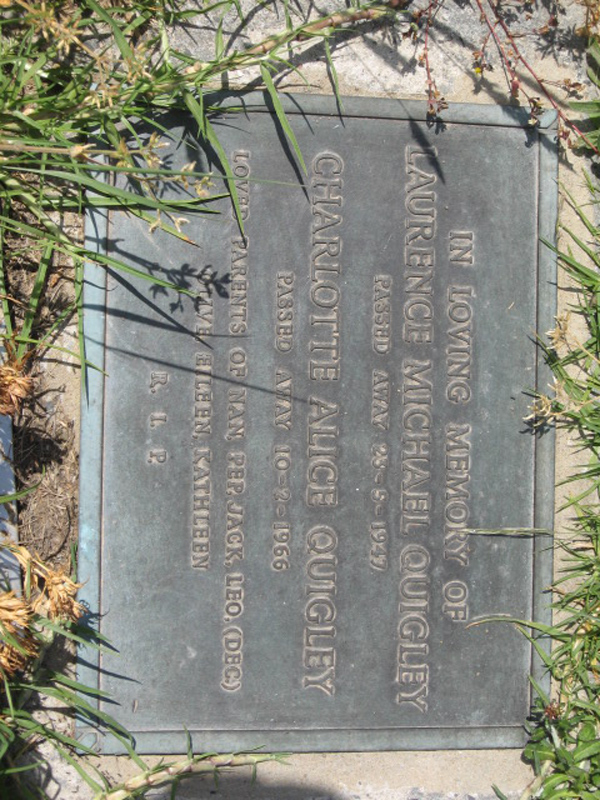 IN LOVING MEMORY OF
LAURENCE MICHAEL QUIGLEY
PASSED AWAY 23-9-1947
CHARLOTTE ALICE QUIGLEY
PASSED AWAY 10-2-1966
LOVED PARENTS OF NAN, REP. JACK, LEO, (DEC)
EILEEN, KATHLEEN
R. I. P.